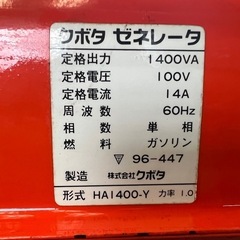 クボタ ゼネレータ
定格出力 1400VA
定格電圧 100V
定格電流 14A
周波数 60Hz
相数 単相
燃料 ガソリン
▽ 96-447
製造 株式会社 クボタ
形式 HA1400-Y 力率 1.0